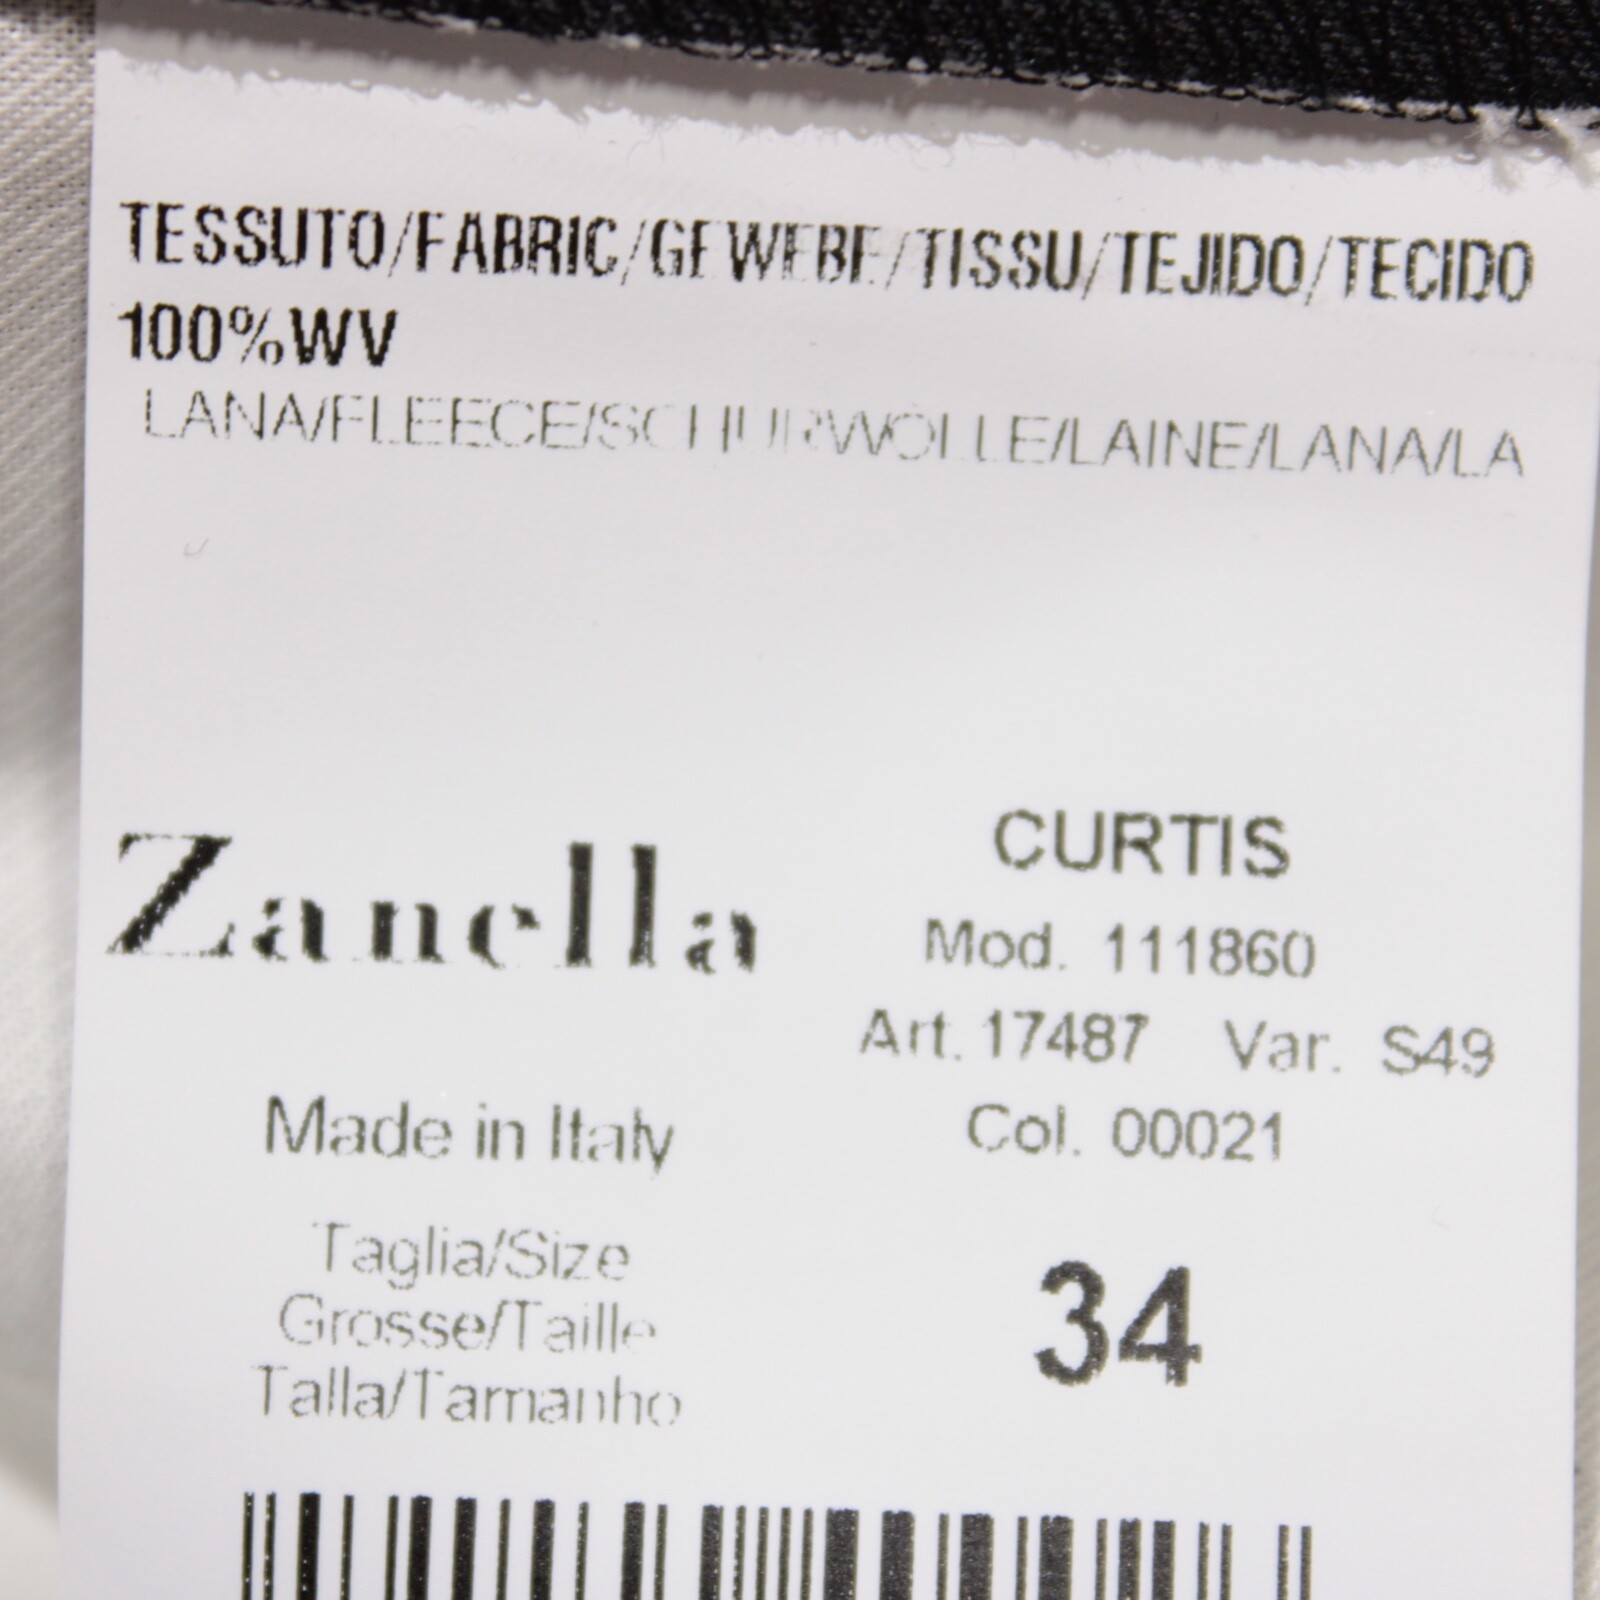 TESSUTO/FABRIC/GEWEBE/TISSU/TEJIDO/TECIDO
100%WV
LANA/FLEECE/SCHURWOLLE/LAINE/LANA/LA
Zanella
CURTIS
Mod. 111860
Art. 17487 Var. S49
Made in Italy
Col. 00021
Taglia/Size
Grosse/Taille
Talla/Tamanho
34